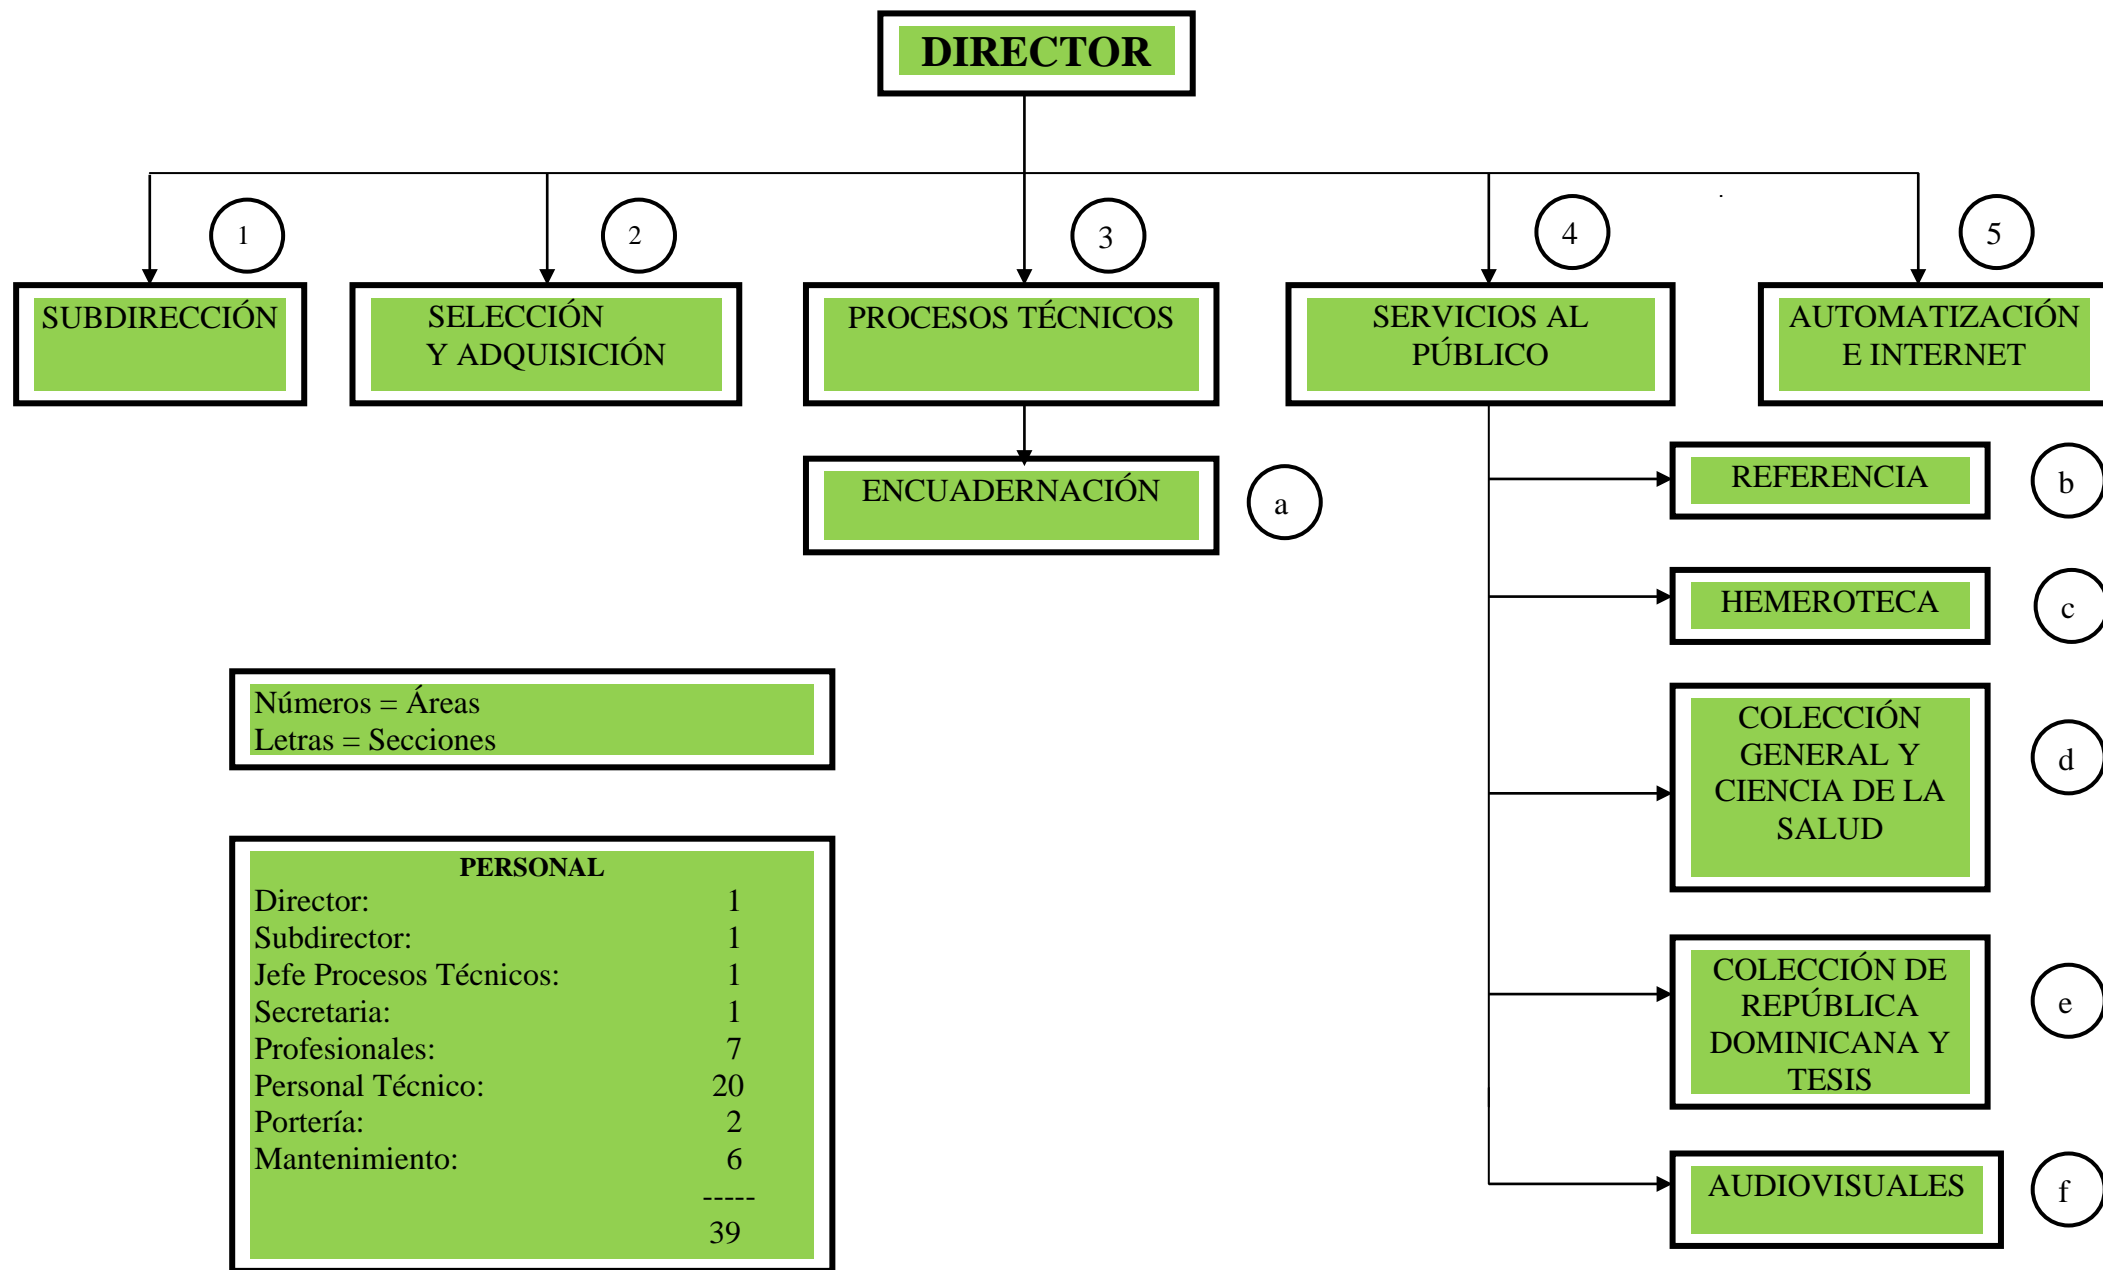 DIRECTOR
1
2
3
4
5
SUBDIRECCIÓN
SELECCIÓN
Y ADQUISICIÓN
PROCESOS TÉCNICOS
SERVICIOS AL
PÚBLICO
AUTOMATIZACIÓN
E INTERNET
ENCUADERNACIÓN
a
REFERENCIA
b
HEMEROTECA
c
COLECCIÓN
GENERAL Y
CIENCIA DE LA
SALUD
d
COLECCIÓN DE
REPÚBLICA
DOMINICANA Y
TESIS
e
AUDIOVISUALES
f
Números = Áreas
Letras = Secciones
PERSONAL
Director: 1
Subdirector: 1
Jefe Procesos Técnicos: 1
Secretaria: 1
Profesionales: 7
Personal Técnico: 20
Portería: 2
Mantenimiento: 6
-----
39